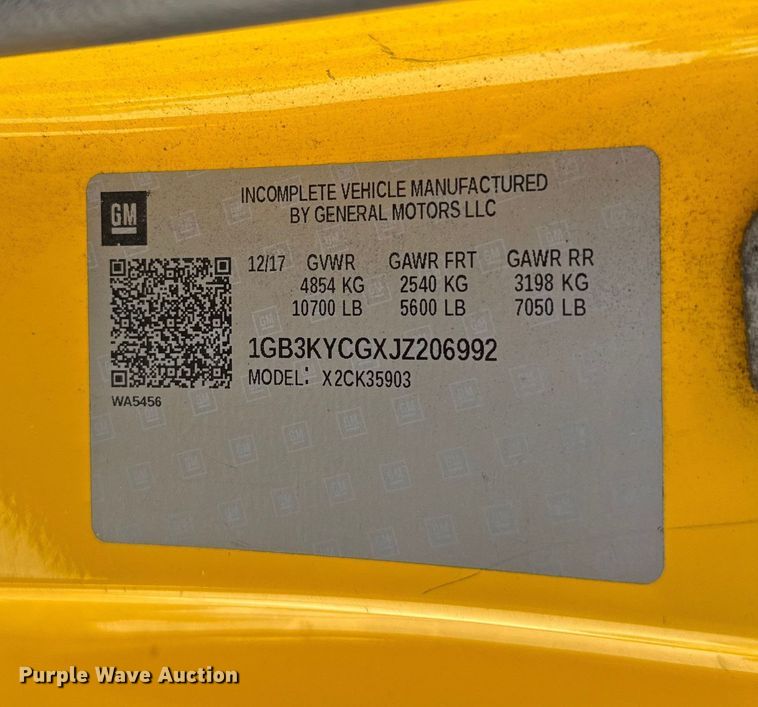 GM
INCOMPLETE VEHICLE MANUFACTURED
BY GENERAL MOTORS LLC
12/17 GVWR GAWR FRT GAWR RR
4854 KG 2540 KG 3198 KG
10700 LB 5600 LB 7050 LB
1GB3KYCGXJZ206992
MODEL: X2CK35903
WA5456
Purple Wave Auction